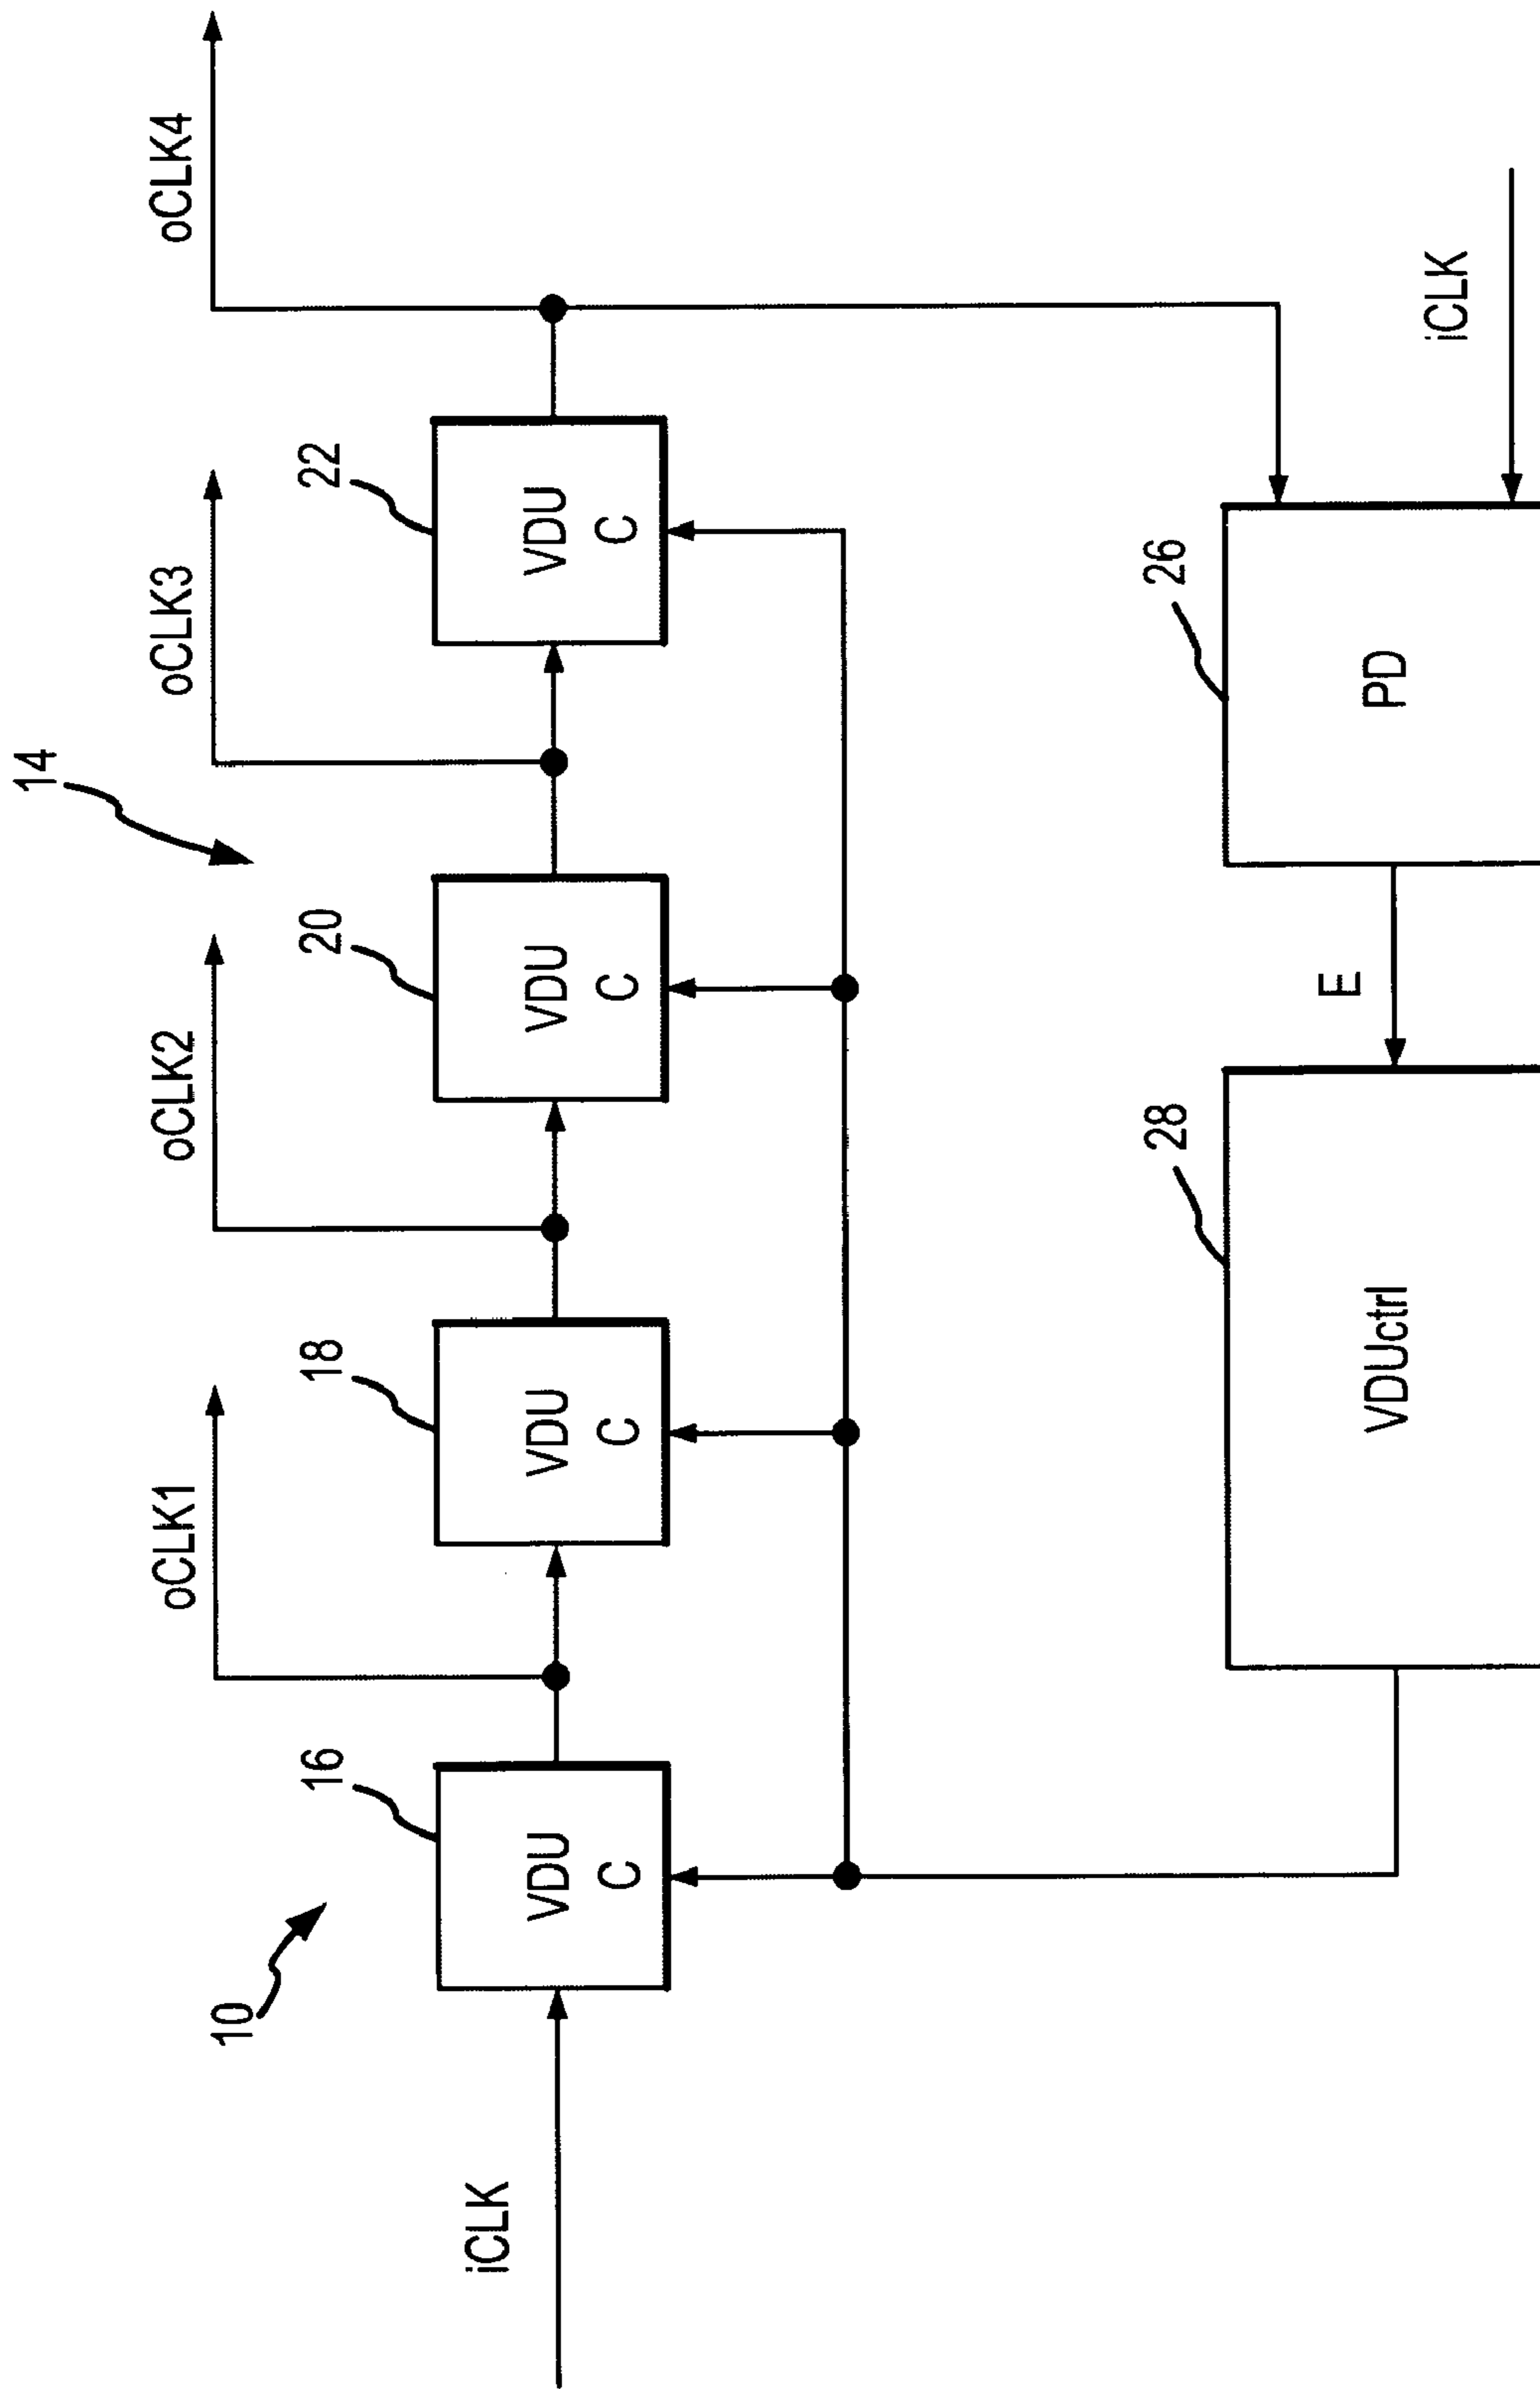 14
oCLK1
oCLK2
oCLK3
oCLK4
10
16
18
20
22
iCLK
VDU
C
VDU
C
VDU
C
VDU
C
28
26
VDUctrl
E
PD
iCLK